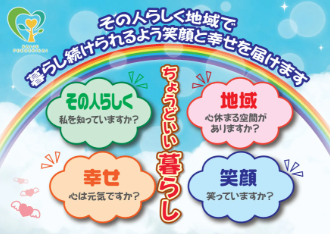 その人らしく地域で
暮らし続けられるよう笑顔と幸せを届けます
その人らしく
私を知っていますか？
地域
心休まる空間が
ありますか？
ちょうどいい暮らし
幸せ
心は元気ですか？
笑顔
笑っていますか？